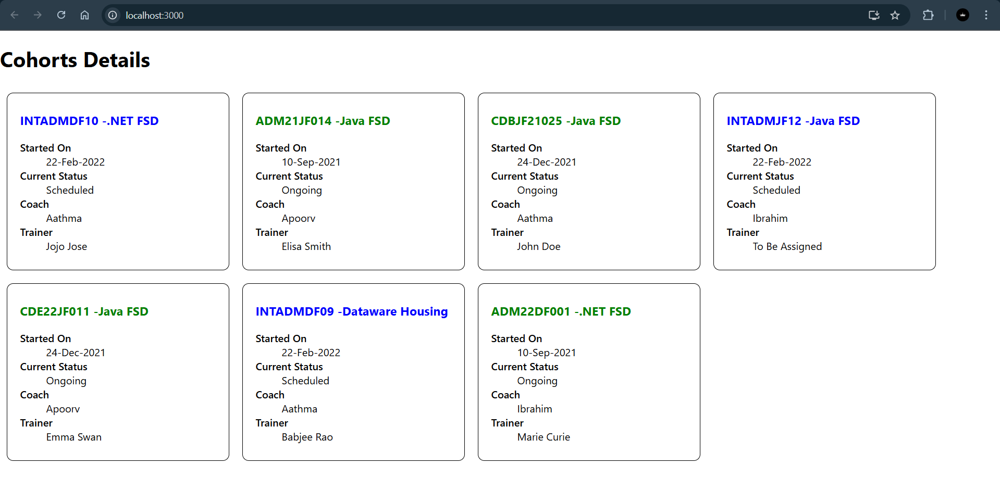 localhost:3000
Cohorts Details
INTADMDF10 -.NET FSD
Started On
22-Feb-2022
Current Status
Scheduled
Coach
Aathma
Trainer
Jojo Jose
ADM21JF014 -Java FSD
Started On
10-Sep-2021
Current Status
Ongoing
Coach
Apoorv
Trainer
Elisa Smith
CDBJF21025 -Java FSD
Started On
24-Dec-2021
Current Status
Ongoing
Coach
Aathma
Trainer
John Doe
INTADMJF12 -Java FSD
Started On
22-Feb-2022
Current Status
Scheduled
Coach
Ibrahim
Trainer
To Be Assigned
CDE22JF011 -Java FSD
Started On
24-Dec-2021
Current Status
Ongoing
Coach
Apoorv
Trainer
Emma Swan
INTADMDF09 -Dataware Housing
Started On
22-Feb-2022
Current Status
Scheduled
Coach
Aathma
Trainer
Babjee Rao
ADM22DF001 -.NET FSD
Started On
10-Sep-2021
Current Status
Ongoing
Coach
Ibrahim
Trainer
Marie Curie